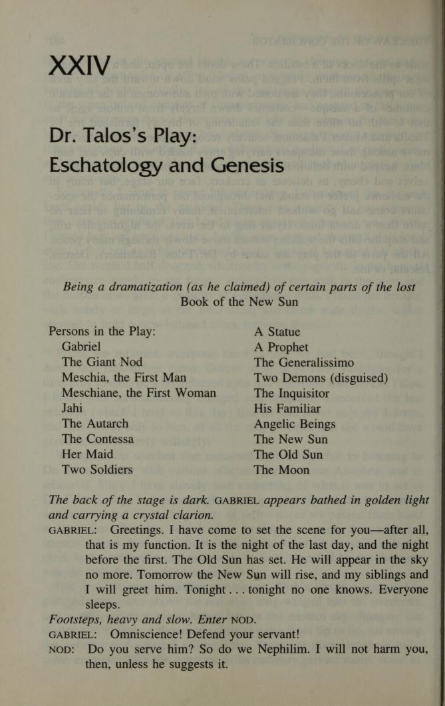 XXIV
Dr. Talos's Play:
Eschatology and Genesis
Being a dramatization (as he claimed) of certain parts of the lost
Book of the New Sun
Persons in the Play:
Gabriel
The Giant Nod
Meschia, the First Man
Meschiane, the First Woman
Jahi
The Autarch
The Contessa
Her Maid
Two Soldiers
A Statue
A Prophet
The Generalissimo
Two Demons (disguised)
The Inquisitor
His Familiar
Angelic Beings
The New Sun
The Old Sun
The Moon
The back of the stage is dark. GABRIEL appears bathed in golden light
and carrying a crystal clarion.
GABRIEL: Greetings. I have come to set the scene for you—after all,
that is my function. It is the night of the last day, and the night
before the first. The Old Sun has set. He will appear in the sky
no more. Tomorrow the New Sun will rise, and my siblings and
I will greet him. Tonight . . . tonight no one knows. Everyone
sleeps.
Footsteps, heavy and slow. Enter NOD.
GABRIEL: Omniscience! Defend your servant!
NOD: Do you serve him? So do we Nephilim. I will not harm you,
then, unless he suggests it.